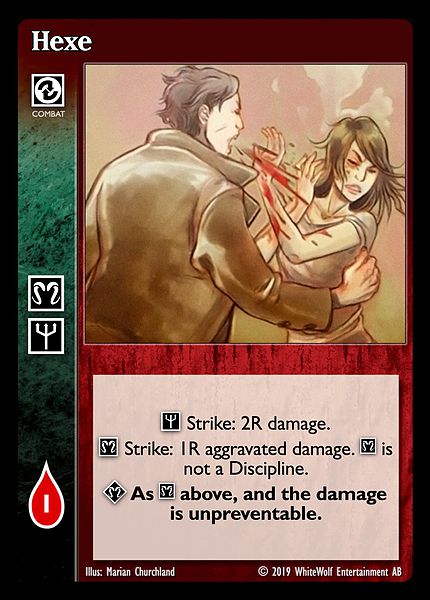 Hexe
COMBAT
1
Strike: 2R damage.
Strike: 1R aggravated damage. is
not a Discipline.
As above, and the damage
is unpreventable.
Illus: Marian Churchland © 2019 WhiteWolf Entertainment AB